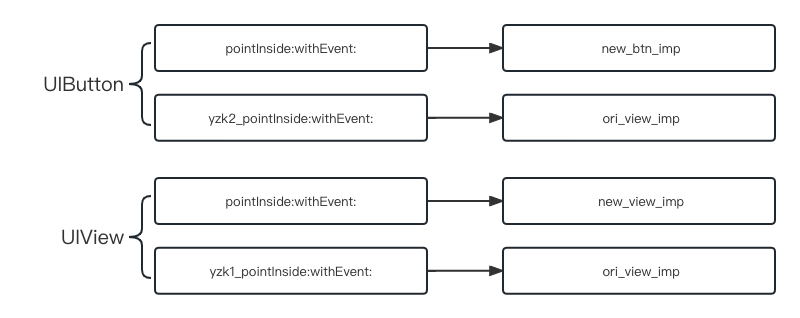 UIButton
pointInside:withEvent:
new_btn_imp
yzk2_pointInside:withEvent:
ori_view_imp
UIView
pointInside:withEvent:
new_view_imp
yzk1_pointInside:withEvent:
ori_view_imp